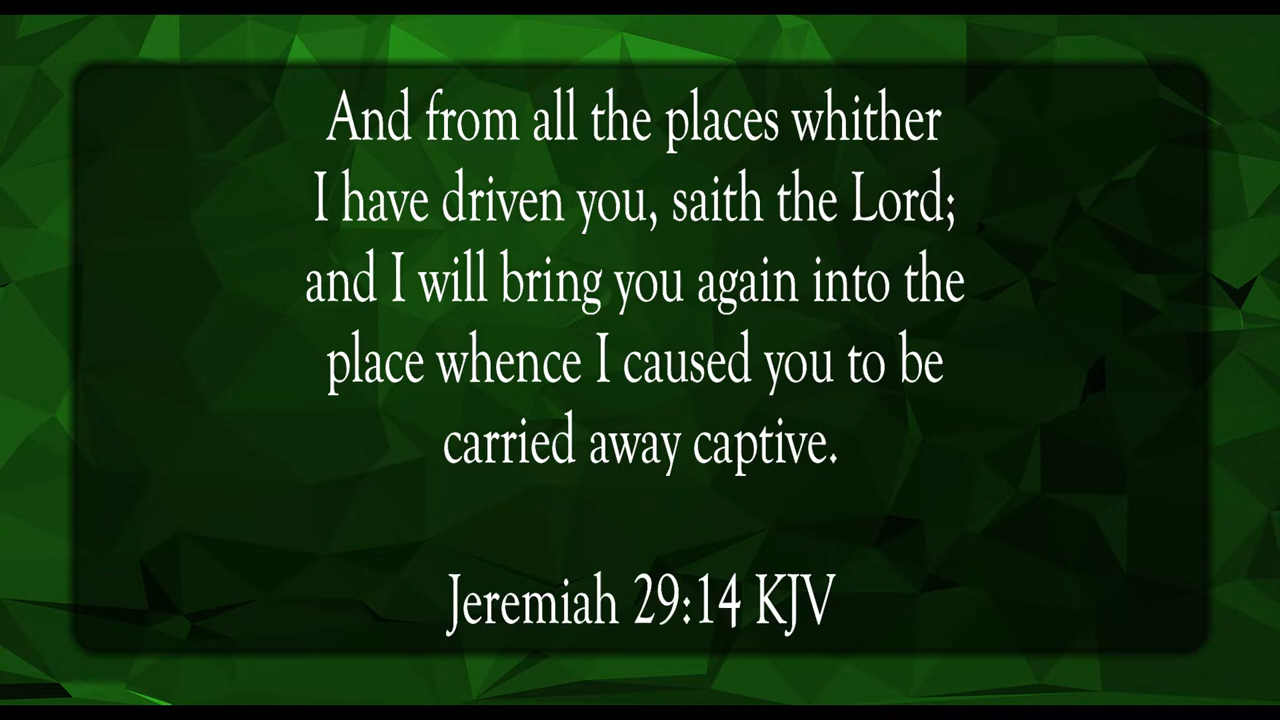 And from all the places whither
I have driven you, saith the Lord;
and I will bring you again into the
place whence I caused you to be
carried away captive.
Jeremiah 29:14 KJV